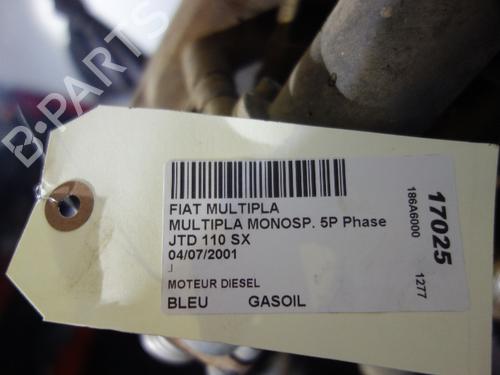 B-PARTS
FIAT MULTIPLA
MULTIPLA MONOSP. 5P Phase
JTD 110 SX
04/07/2001
J
MOTEUR DIESEL
BLEU GASOIL
17025
186A6000 1277